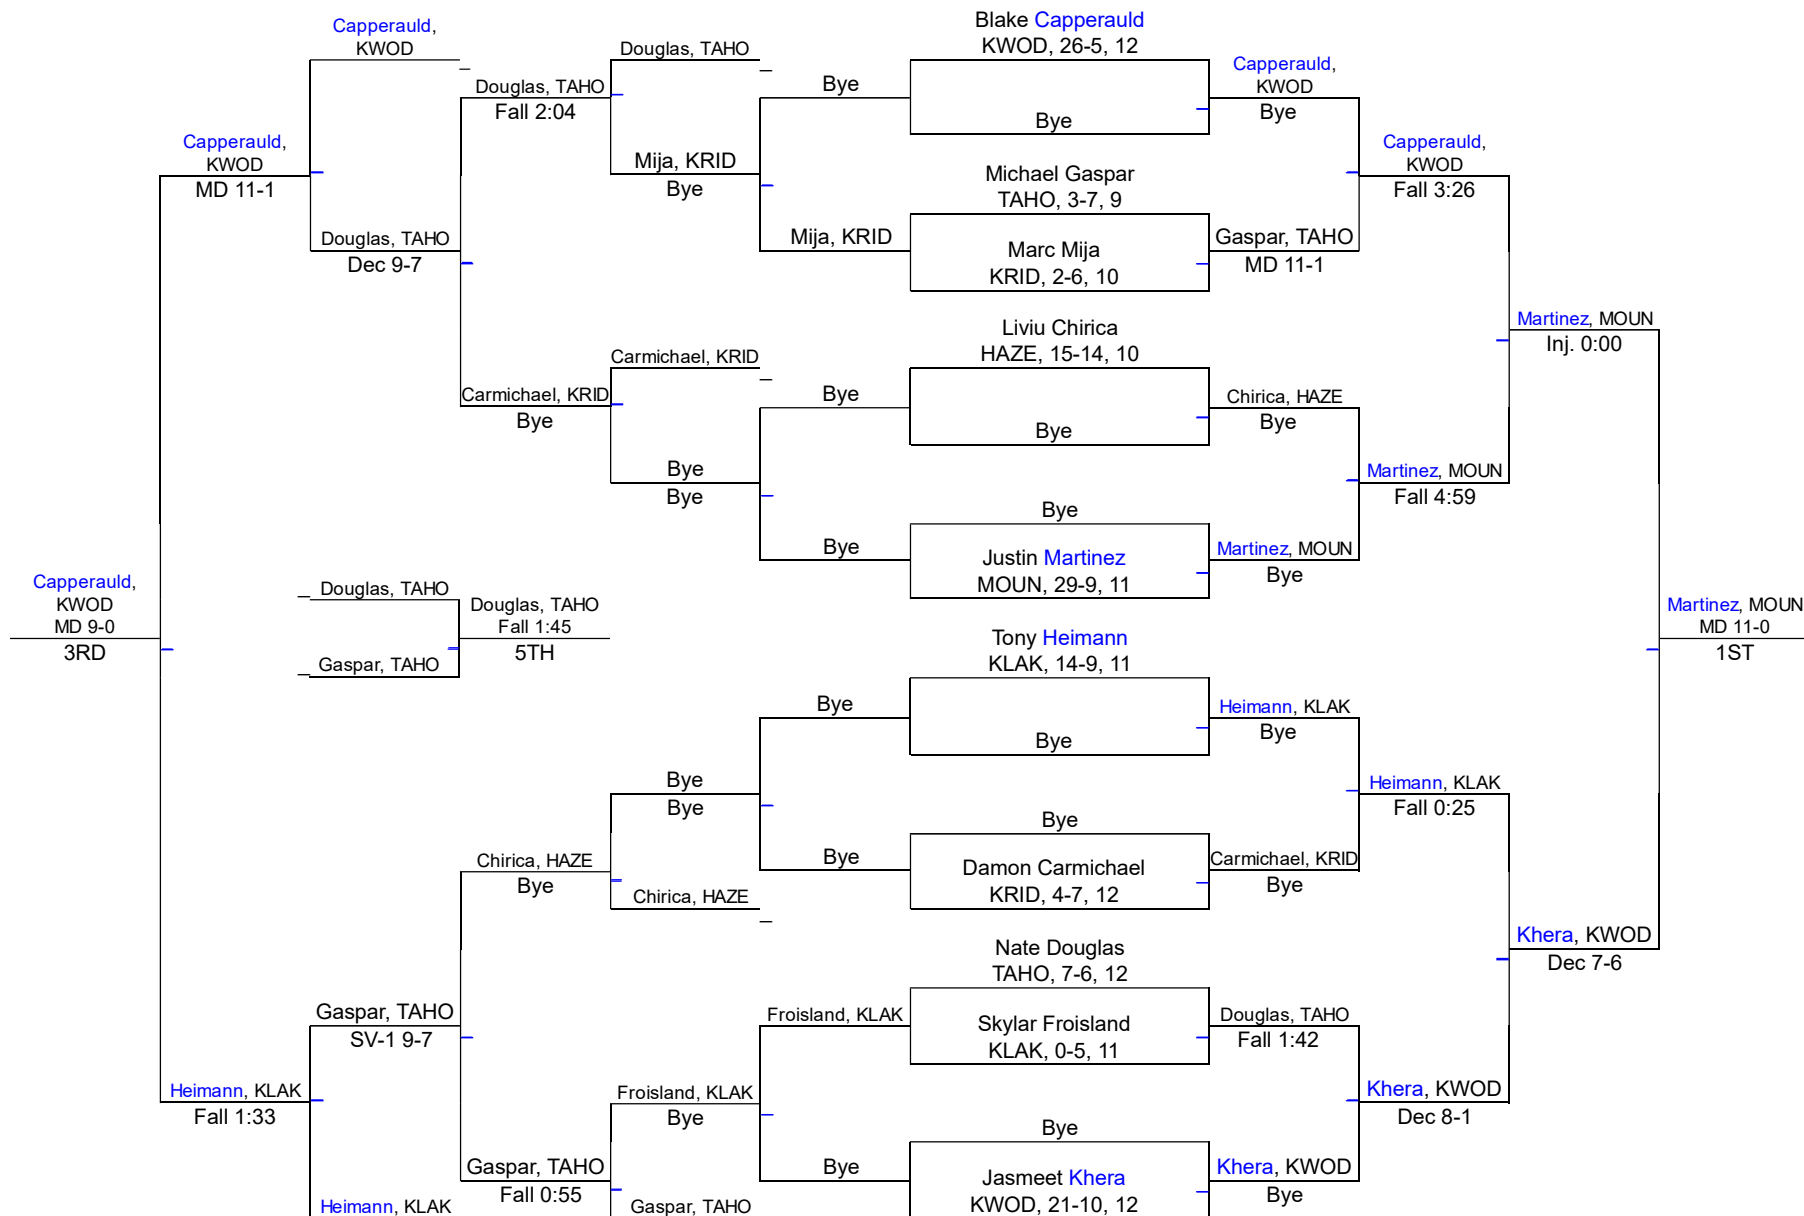 Capperauld,
KWOD
Douglas, TAHO
Fall 2:04
Capperauld,
KWOD
MD 11-1
Douglas, TAHO
Dec 9-7
Douglas, TAHO
Mija, KRID
Bye
Bye
Mija, KRID
Carmichael, KRID
Carmichael, KRID
Bye
Bye
Bye
Bye
Bye
Capperauld,
KWOD
MD 9-0
3RD
Douglas, TAHO
Gaspar, TAHO
Douglas, TAHO
Fall 1:45
5TH
Bye
Bye
Bye
Bye
Chirica, HAZE
Bye
Chirica, HAZE
Gaspar, TAHO
SV-1 9-7
Heimann, KLAK
Fall 1:33
Heimann, KLAK
Gaspar, TAHO
Fall 0:55
Froisland, KLAK
Froisland, KLAK
Bye
Bye
Gaspar, TAHO
Blake Capperauld
KWOD, 26-5, 12
Bye
Michael Gaspar
TAHO, 3-7, 9
Marc Mija
KRID, 2-6, 10
Liviu Chirica
HAZE, 15-14, 10
Bye
Bye
Justin Martinez
MOUN, 29-9, 11
Tony Heimann
KLAK, 14-9, 11
Bye
Bye
Damon Carmichael
KRID, 4-7, 12
Nate Douglas
TAHO, 7-6, 12
Skylar Froisland
KLAK, 0-5, 11
Bye
Jasmeet Khera
KWOD, 21-10, 12
Capperauld,
KWOD
Bye
Gaspar, TAHO
MD 11-1
Chirica, HAZE
Bye
Martinez, MOUN
Bye
Heimann, KLAK
Bye
Carmichael, KRID
Bye
Douglas, TAHO
Fall 1:42
Khera, KWOD
Bye
Capperauld,
KWOD
Fall 3:26
Martinez, MOUN
Fall 4:59
Heimann, KLAK
Fall 0:25
Khera, KWOD
Dec 8-1
Martinez, MOUN
Inj. 0:00
Khera, KWOD
Dec 7-6
Martinez, MOUN
MD 11-0
1ST